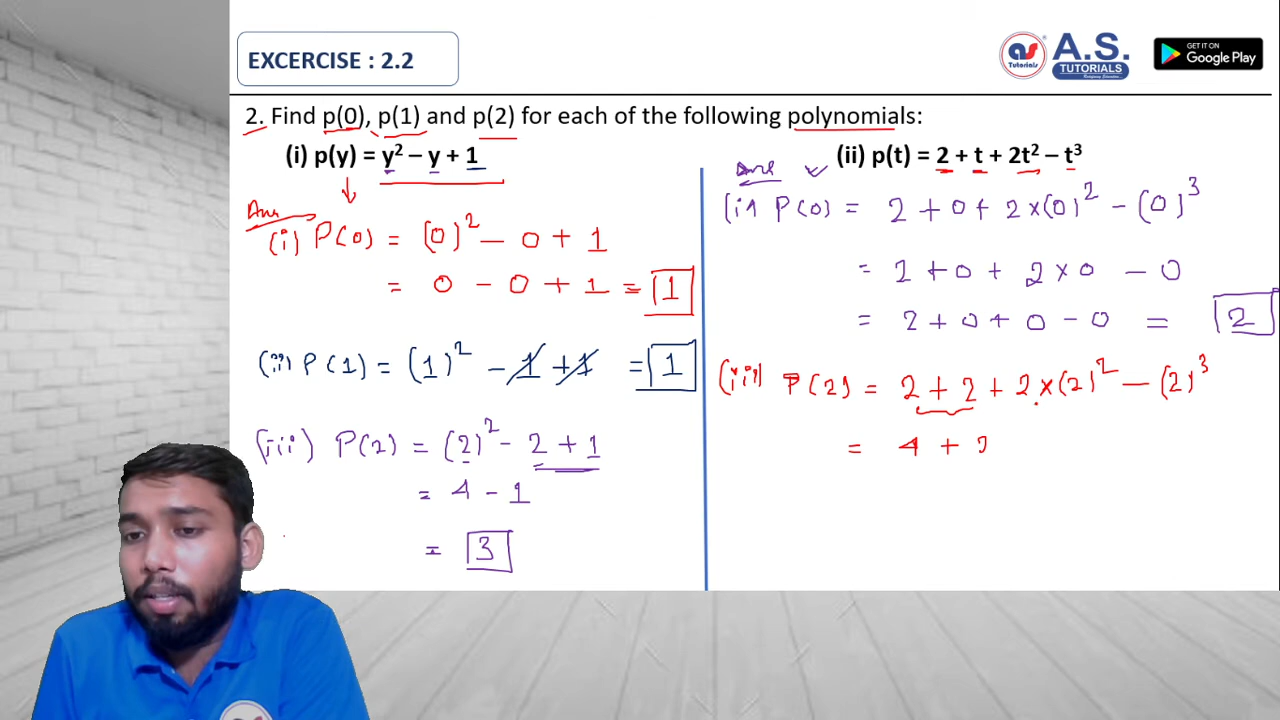 EXCERCISE : 2.2
as Tutorials
A.S. TUTORIALS
GET IT ON Google Play
2. Find p(0), p(1) and p(2) for each of the following polynomials:
(i) p(y) = y² – y + 1
Ans
(i) P(0) = (0)² - 0 + 1
= 0 - 0 + 1 = 1
(ii) P(1) = (1)² - 1 + 1 = 1
(iii) P(2) = (2)² - 2 + 1
= 4 - 1
= 3
(ii) p(t) = 2 + t + 2t² – t³
Ans
(i) P(0) = 2 + 0 + 2×(0)² - (0)³
= 2 + 0 + 2×0 - 0
= 2 + 0 + 0 - 0 = 2
(iii) P(2) = 2 + 2 + 2×(2)² - (2)³
= 4 + 2